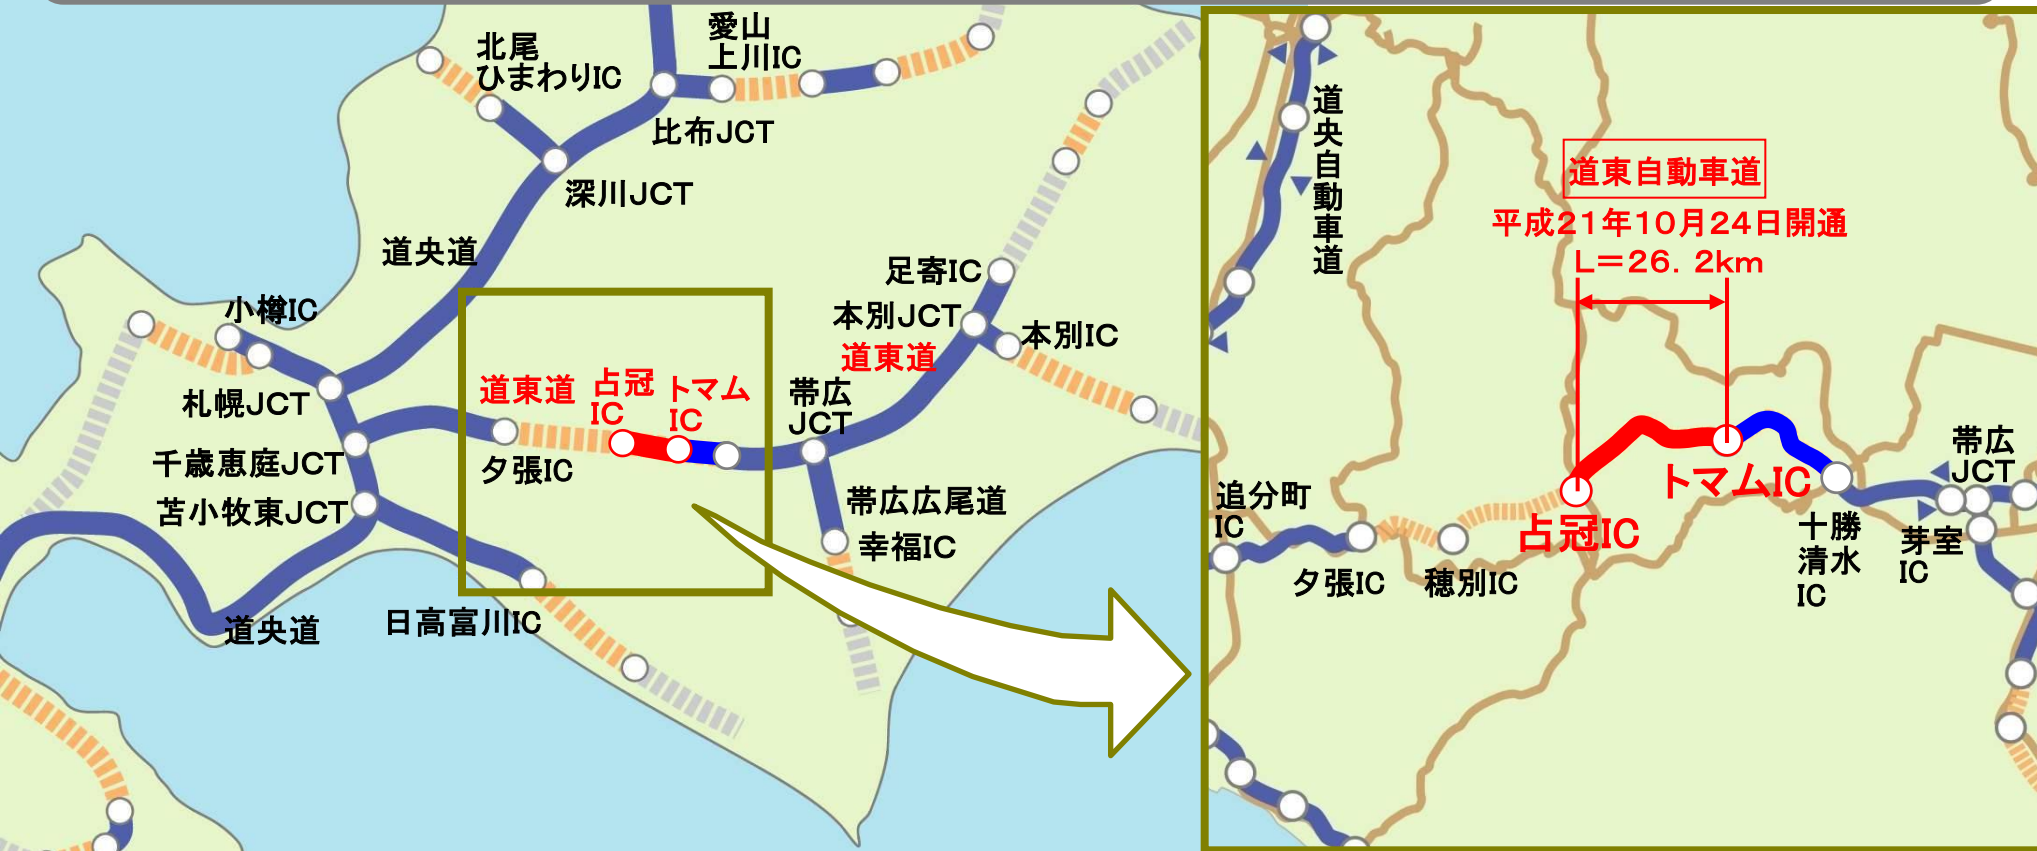 北尾
ひまわりIC
愛山
上川IC
比布JCT
深川JCT
道央道
小樽IC
札幌JCT
千歳恵庭JCT
苫小牧東JCT
道央道
日高富川IC
道東道
占冠
IC
トマム
IC
夕張IC
足寄IC
本別JCT
本別IC
道東道
帯広
JCT
帯広広尾道
幸福IC
道央自動車道
道東自動車道
平成21年10月24日開通
L=26.2km
追分町
IC
夕張IC
穂別IC
占冠IC
トマムIC
十勝
清水
IC
帯広
JCT
芽室
IC